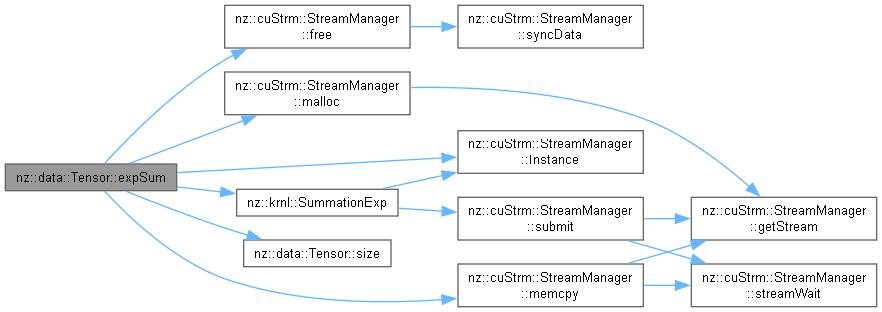 nz::data::Tensor::expSum
nz::cuStrm::StreamManager
::free
nz::cuStrm::StreamManager
::syncData
nz::cuStrm::StreamManager
::malloc
nz::cuStrm::StreamManager
::Instance
nz::krnl::SummationExp
nz::cuStrm::StreamManager
::submit
nz::cuStrm::StreamManager
::getStream
nz::data::Tensor::size
nz::cuStrm::StreamManager
::memcpy
nz::cuStrm::StreamManager
::streamWait